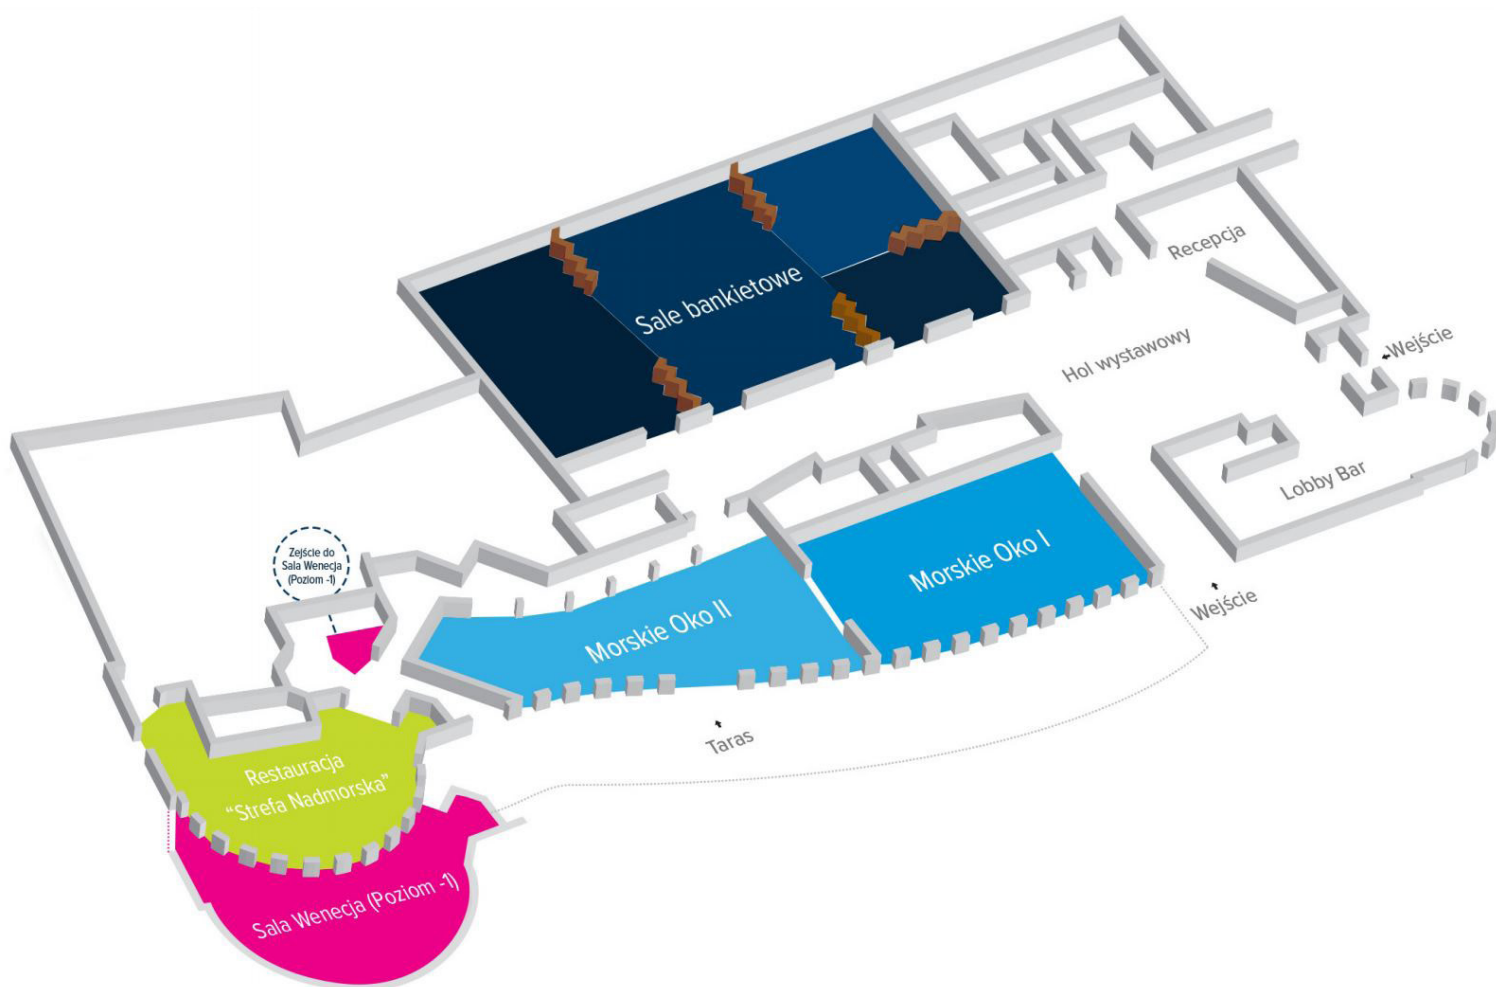 Recepcja
Sale bankietowe
Hol wystawowy
Wejście
Lobby Bar
Zejście do
Sala Wenecja
(Poziom -1)
Morskie Oko I
Morskie Oko II
Wejście
Taras
Restauracja
“Strefa Nadmorska”
Sala Wenecja (Poziom -1)